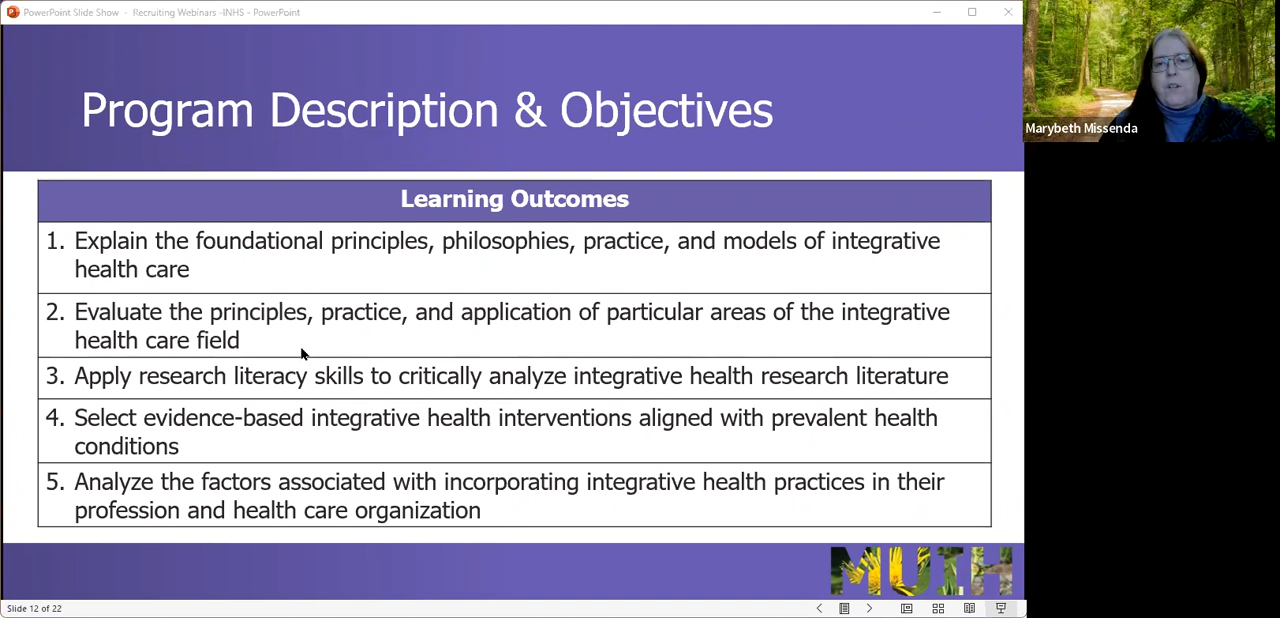 PowerPoint Slide Show - Recruiting Webinars -INHS - PowerPoint
Program Description & Objectives
Marybeth Missenda
Learning Outcomes
1. Explain the foundational principles, philosophies, practice, and models of integrative
health care
2. Evaluate the principles, practice, and application of particular areas of the integrative
health care field
3. Apply research literacy skills to critically analyze integrative health research literature
4. Select evidence-based integrative health interventions aligned with prevalent health
conditions
5. Analyze the factors associated with incorporating integrative health practices in their
profession and health care organization
MUIH
Slide 12 of 22